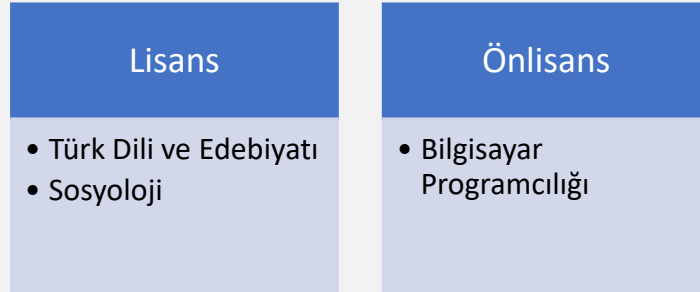 Lisans
• Türk Dili ve Edebiyatı
• Sosyoloji
Önlisans
• Bilgisayar
Programcılığı